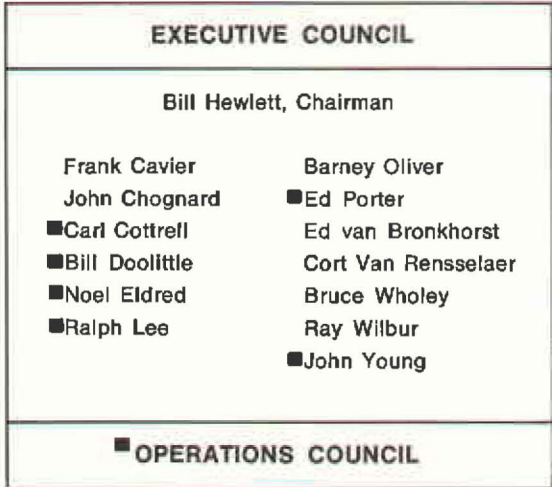 EXECUTIVE COUNCIL
Bill Hewlett, Chairman
Frank Cavier
John Chognard
■Carl Cottrell
■Bill Doolittle
■Noel Eldred
■Ralph Lee
Barney Oliver
■Ed Porter
Ed van Bronkhorst
Cort Van Rensselaer
Bruce Wholey
Ray Wilbur
■John Young
■OPERATIONS COUNCIL